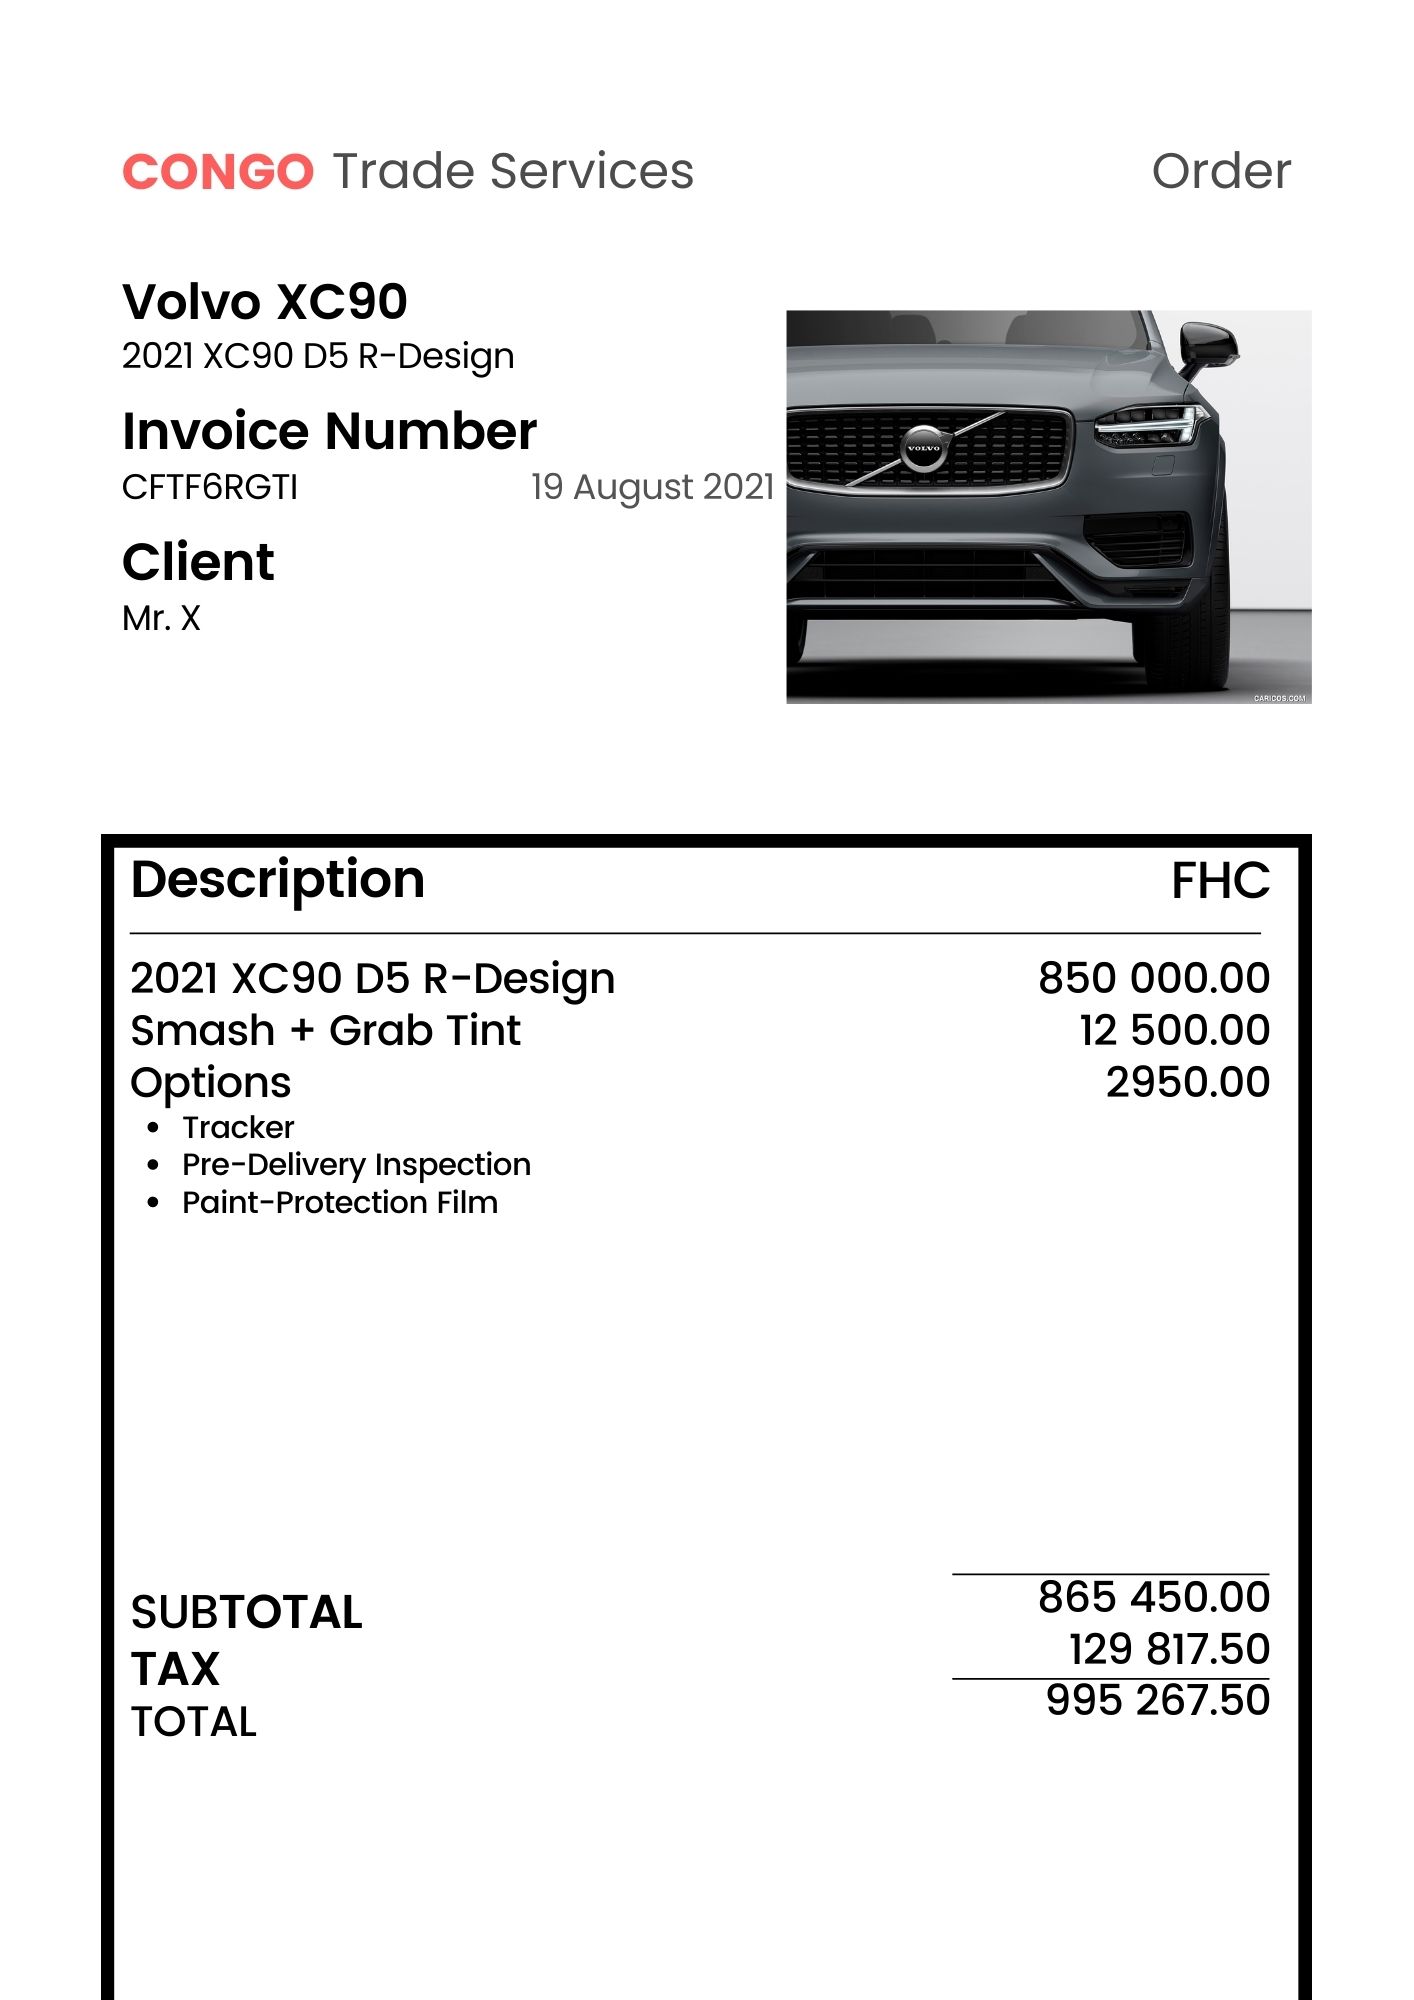 CONGO Trade Services Order
Volvo XC90
2021 XC90 D5 R-Design
Invoice Number
CFTF6RGTI 19 August 2021
Client
Mr. X
VOLVO
CARICOS.COM
Description FHC
2021 XC90 D5 R-Design 850 000.00
Smash + Grab Tint 12 500.00
Options 2950.00
• Tracker
• Pre-Delivery Inspection
• Paint-Protection Film
SUBTOTAL 865 450.00
TAX 129 817.50
TOTAL 995 267.50